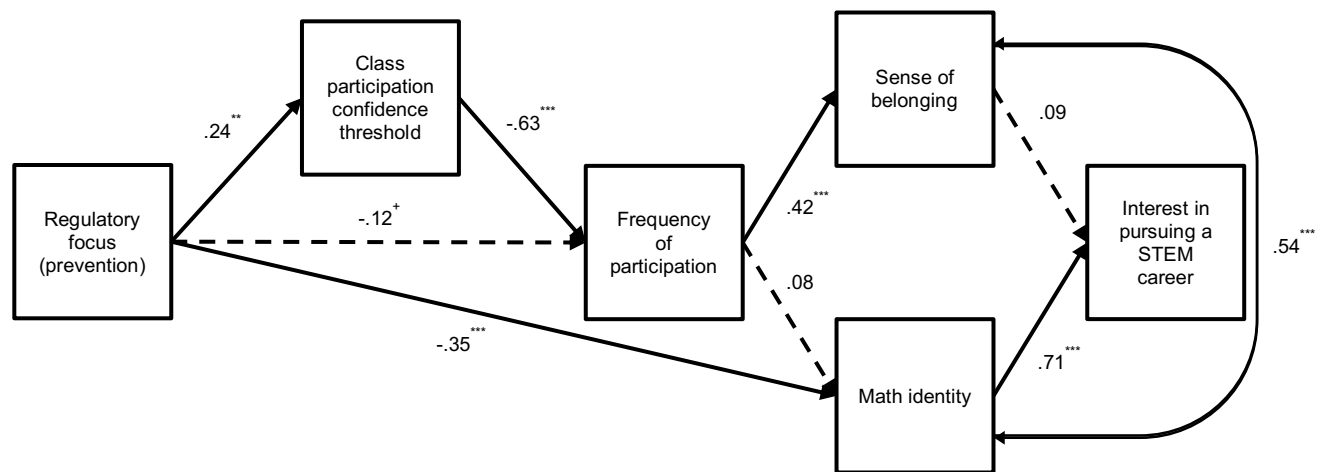 Regulatory
focus
(prevention)
.24**
Class
participation
confidence
threshold
-.63***
-.12+
-.35***
Frequency
of
participation
.42***
.08
Sense of
belonging
.09
Math identity
.71***
Interest in
pursuing a
STEM
career
.54***